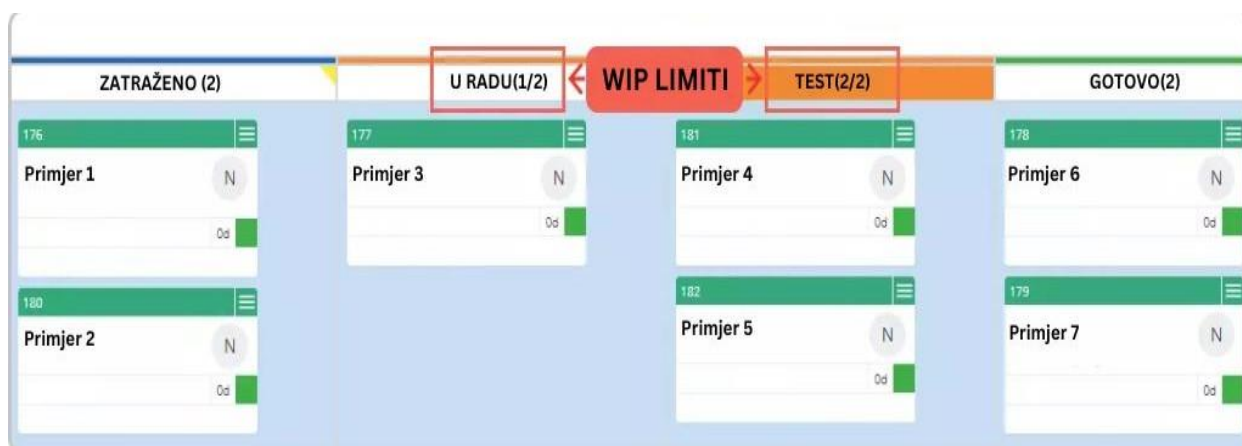 ZATRAŽENO (2)
U RADU(1/2)
WIP LIMITI
TEST(2/2)
GOTOVO(2)
176
Primjer 1
N
0d
180
Primjer 2
N
0d
177
Primjer 3
N
0d
181
Primjer 4
N
0d
182
Primjer 5
N
0d
178
Primjer 6
N
0d
179
Primjer 7
N
0d